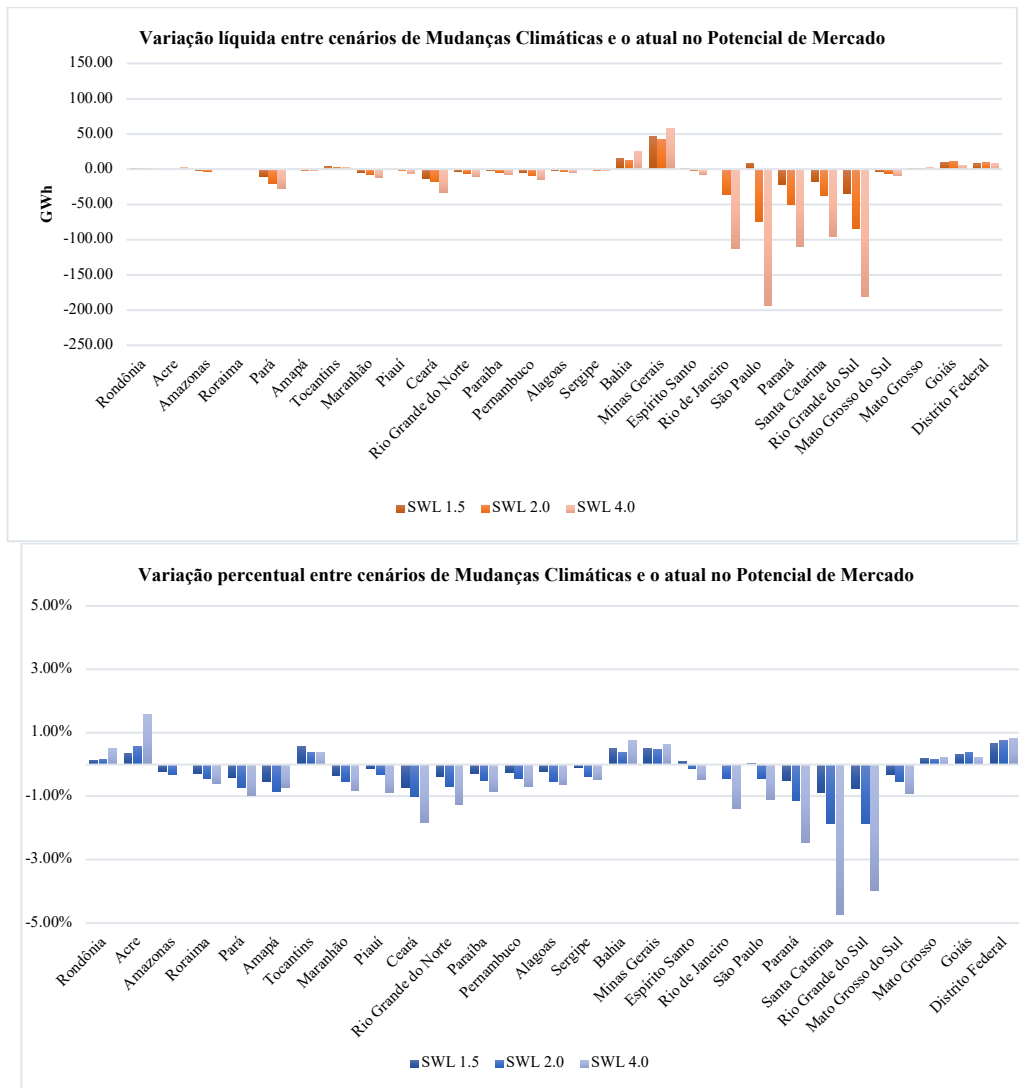 Variação líquida entre cenários de Mudanças Climáticas e o atual no Potencial de Mercado
150.00
100.00
50.00
0.00
-50.00
-100.00
-150.00
-200.00
-250.00
GWh
Rondônia
Acre
Amazonas
Roraima
Pará
Amapá
Tocantins
Maranhão
Piauí
Ceará
Rio Grande do Norte
Paraíba
Pernambuco
Alagoas
Sergipe
Bahia
Minas Gerais
Espírito Santo
Rio de Janeiro
São Paulo
Paraná
Santa Catarina
Rio Grande do Sul
Mato Grosso do Sul
Mato Grosso
Goiás
Distrito Federal
SWL 1.5 SWL 2.0 SWL 4.0
Variação percentual entre cenários de Mudanças Climáticas e o atual no Potencial de Mercado
5.00%
3.00%
1.00%
-1.00%
-3.00%
-5.00%
Rondônia
Acre
Amazonas
Roraima
Pará
Amapá
Tocantins
Maranhão
Piauí
Ceará
Rio Grande do Norte
Paraíba
Pernambuco
Alagoas
Sergipe
Bahia
Minas Gerais
Espírito Santo
Rio de Janeiro
São Paulo
Paraná
Santa Catarina
Rio Grande do Sul
Mato Grosso do Sul
Mato Grosso
Goiás
Distrito Federal
SWL 1.5 SWL 2.0 SWL 4.0